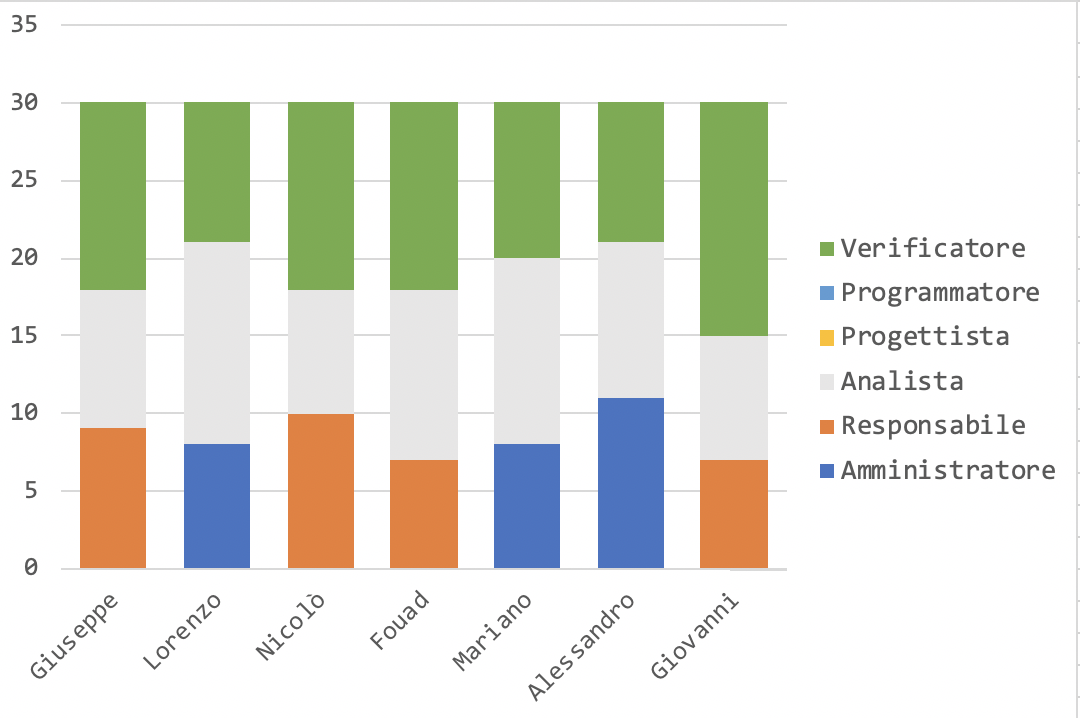 35
30
25
20
15
10
5
0
Giuseppe
Lorenzo
Nicolò
Fouad
Mariano
Alessandro
Giovanni
Verificatore
Programmatore
Progettista
Analista
Responsabile
Amministratore